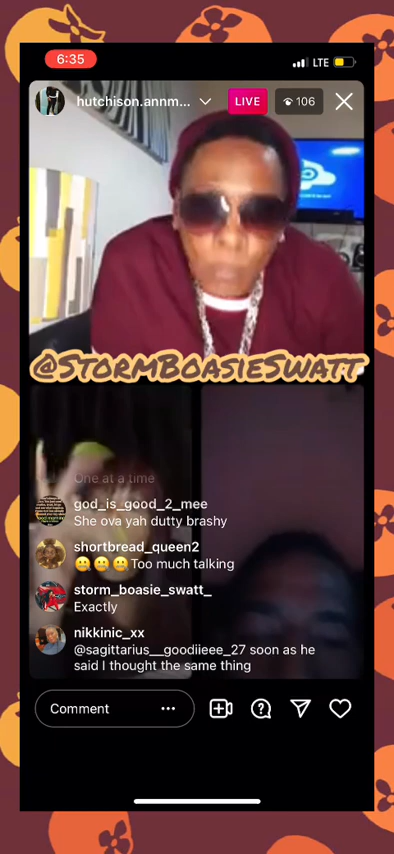 6:35
LTE
hutchison.annm...
LIVE
106
@STORMBOASIESWATT
One at a time
god_is_good_2_mee
She ova yah dutty brashy
shortbread_queen2
🤐🤐🤐Too much talking
storm_boasie_swatt_
Exactly
nikkinic_xx
@sagittarius__goodiieee_27 soon as he
said I thought the same thing
Comment